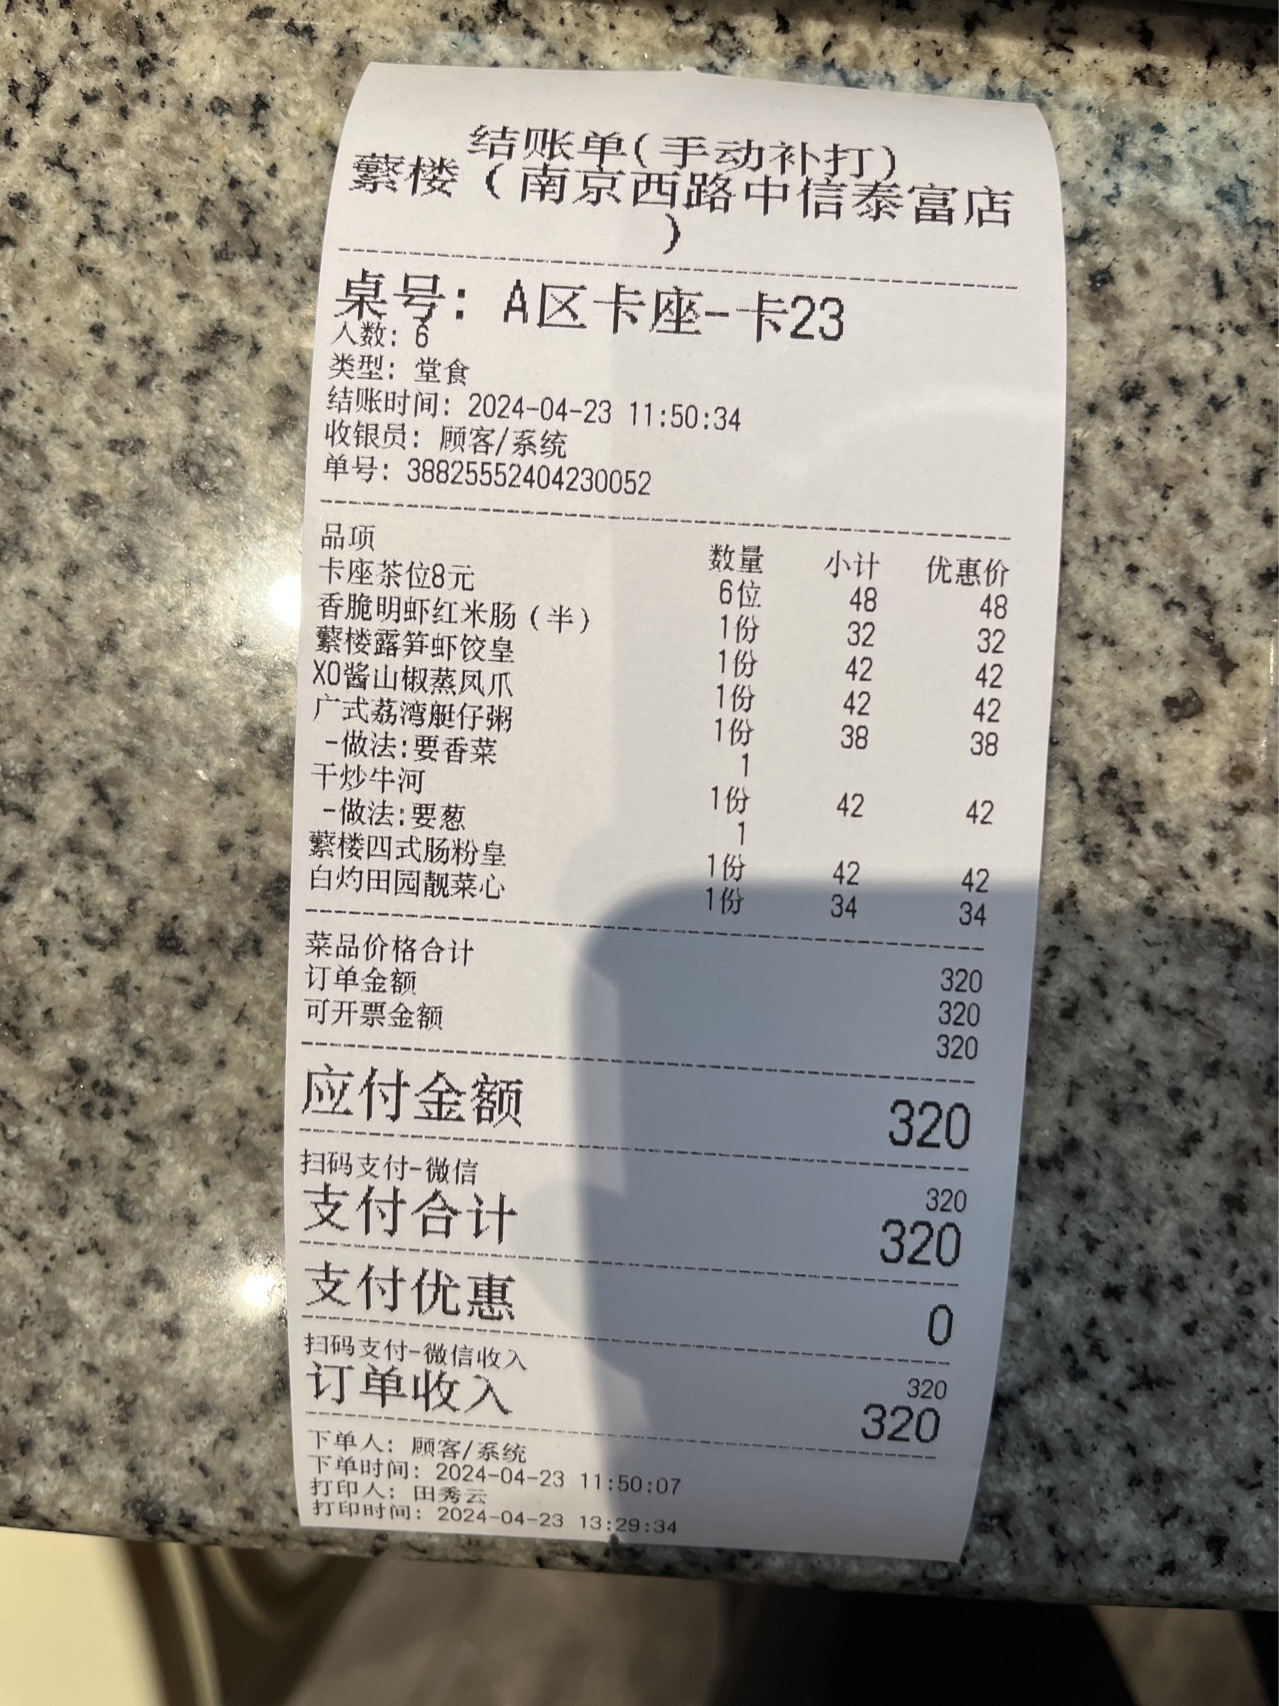 结账单(手动补打)
蘩楼（南京西路中信泰富店
）
桌号: A区卡座-卡23
人数: 6
类型: 堂食
结账时间: 2024-04-23 11:50:34
收银员: 顾客/系统
单号: 38825552404230052
品项 数量 小计 优惠价
卡座茶位8元 6位 48 48
香脆明虾红米肠（半） 1份 32 32
蘩楼露笋虾饺皇 1份 42 42
XO酱山椒蒸凤爪 1份 42 42
广式荔湾艇仔粥 1份 38 38
-做法:要香菜 1
干炒牛河 1份 42 42
-做法:要葱 1
蘩楼四式肠粉皇 1份 42 42
白灼田园靓菜心 1份 34 34
菜品价格合计 320
订单金额 320
可开票金额 320
应付金额 320
扫码支付-微信 320
支付合计 320
支付优惠 0
扫码支付-微信收入 320
订单收入 320
下单人: 顾客/系统
下单时间: 2024-04-23 11:50:07
打印人: 田秀云
打印时间: 2024-04-23 13:29:34